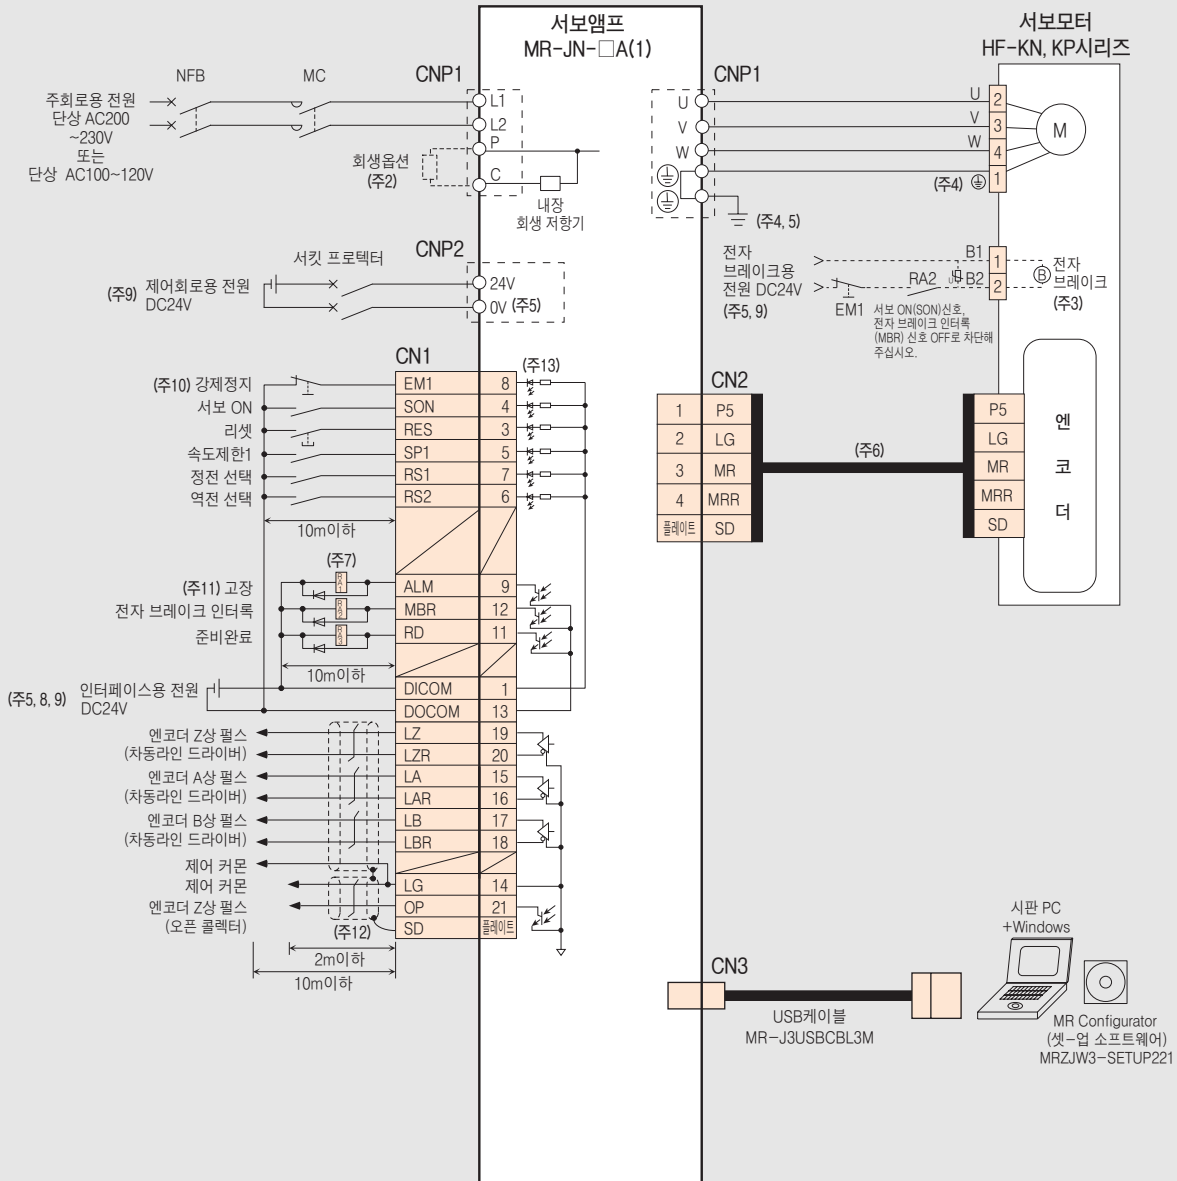 서보앰프
MR-JN-□A(1)
서보모터
HF-KN, KP시리즈
NFB
MC
CNP1
주회로용 전원
단상 AC200
~230V
또는
단상 AC100~120V
L1
L2
P
C
회생옵션
(주2)
내장
회생 저항기
CNP1
U
V
W
U
V
W
(주4)
2
3
4
1
M
(주4, 5)
CNP2
서킷 프로텍터
(주9) 제어회로용 전원
DC24V
24V
0V (주5)
전자
브레이크용
전원 DC24V
(주5, 9)
EM1
RA2
U
B1
B2
1
2
B
전자
브레이크
(주3)
서보 ON(SON)신호,
전자 브레이크 인터록
(MBR) 신호 OFF로 차단해
주십시오.
CN1
(주13)
(주10) 강제정지 EM1 8
서보 ON SON 4
리셋 RES 3
속도제한1 SP1 5
정전 선택 RS1 7
역전 선택 RS2 6
10m이하
(주7)
RA1
RA2
RA3
(주11) 고장 ALM 9
전자 브레이크 인터록 MBR 12
준비완료 RD 11
10m이하
(주5, 8, 9) 인터페이스용 전원
DC24V
DICOM 1
DOCOM 13
엔코더 Z상 펄스 LZ 19
(차동라인 드라이버) LZR 20
엔코더 A상 펄스 LA 15
(차동라인 드라이버) LAR 16
엔코더 B상 펄스 LB 17
(차동라인 드라이버) LBR 18
제어 커몬
제어 커몬 LG 14
엔코더 Z상 펄스 OP 21
(오픈 콜렉터) SD 플레이트
(주12)
2m이하
10m이하
CN2
1 P5
2 LG
3 MR
4 MRR
플레이트 SD
(주6)
P5
LG
MR
MRR
SD
엔
코
더
CN3
USB케이블
MR-J3USBCBL3M
시판 PC
+Windows
MR Configurator
(셋-업 소프트웨어)
MRZJW3-SETUP221